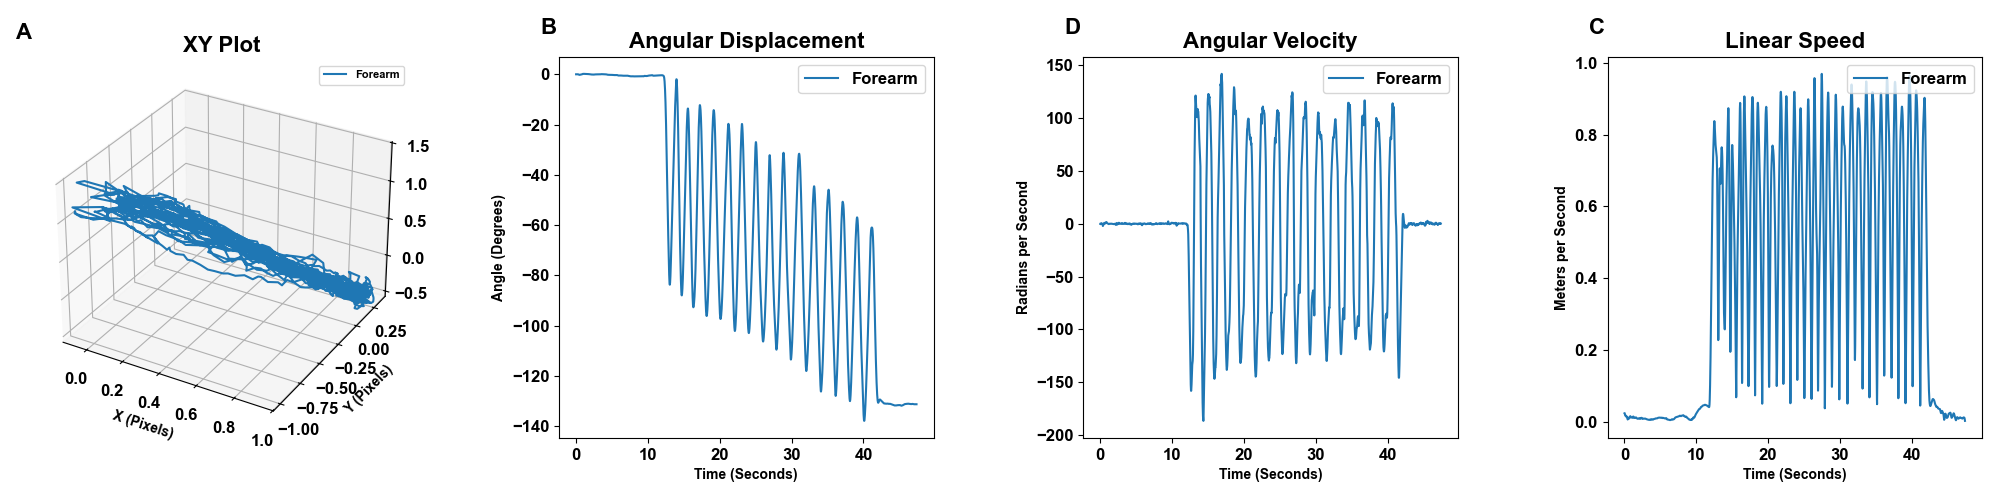 A
XY Plot
Forearm
1.5
1.0
0.5
0.0
−0.5
0.25
0.00
−0.25
−0.50
−0.75
−1.00
Y (Pixels)
0.0
0.2
0.4
0.6
0.8
1.0
X (Pixels)
B
Angular Displacement
Forearm
0
−20
−40
−60
−80
−100
−120
−140
Angle (Degrees)
0 10 20 30 40
Time (Seconds)
D
Angular Velocity
Forearm
150
100
50
0
−50
−100
−150
−200
Radians per Second
0 10 20 30 40
Time (Seconds)
C
Linear Speed
Forearm
1.0
0.8
0.6
0.4
0.2
0.0
Meters per Second
0 10 20 30 40
Time (Seconds)